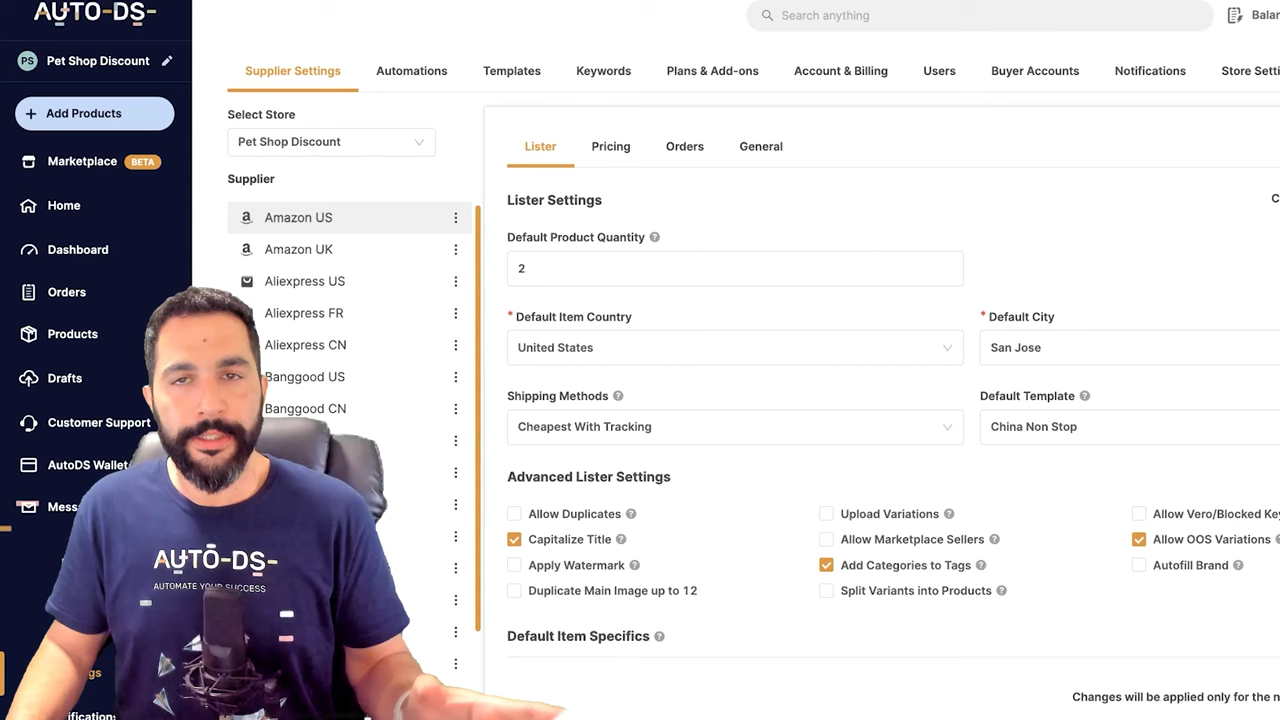 AUTO-DS-
Search anything
Balan
PS Pet Shop Discount
+ Add Products
Marketplace BETA
Home
Dashboard
Orders
Products
Drafts
Customer Support
AutoDS Wallet
Mess
gs
ifications
Supplier Settings Automations Templates Keywords Plans & Add-ons Account & Billing Users Buyer Accounts Notifications Store Setti
Select Store
Pet Shop Discount
Supplier
Amazon US
Amazon UK
Aliexpress US
Aliexpress FR
Aliexpress CN
Banggood US
Banggood CN
Lister Pricing Orders General
Lister Settings
C
Default Product Quantity
2
* Default Item Country
United States
* Default City
San Jose
Shipping Methods
Cheapest With Tracking
Default Template
China Non Stop
Advanced Lister Settings
Allow Duplicates
Upload Variations
Allow Vero/Blocked Key
Capitalize Title
Allow Marketplace Sellers
Allow OOS Variations
Apply Watermark
Add Categories to Tags
Autofill Brand
Duplicate Main Image up to 12
Split Variants into Products
Default Item Specifics
Changes will be applied only for the n
AUTO-DS-
AUTOMATE YOUR SUCCESS